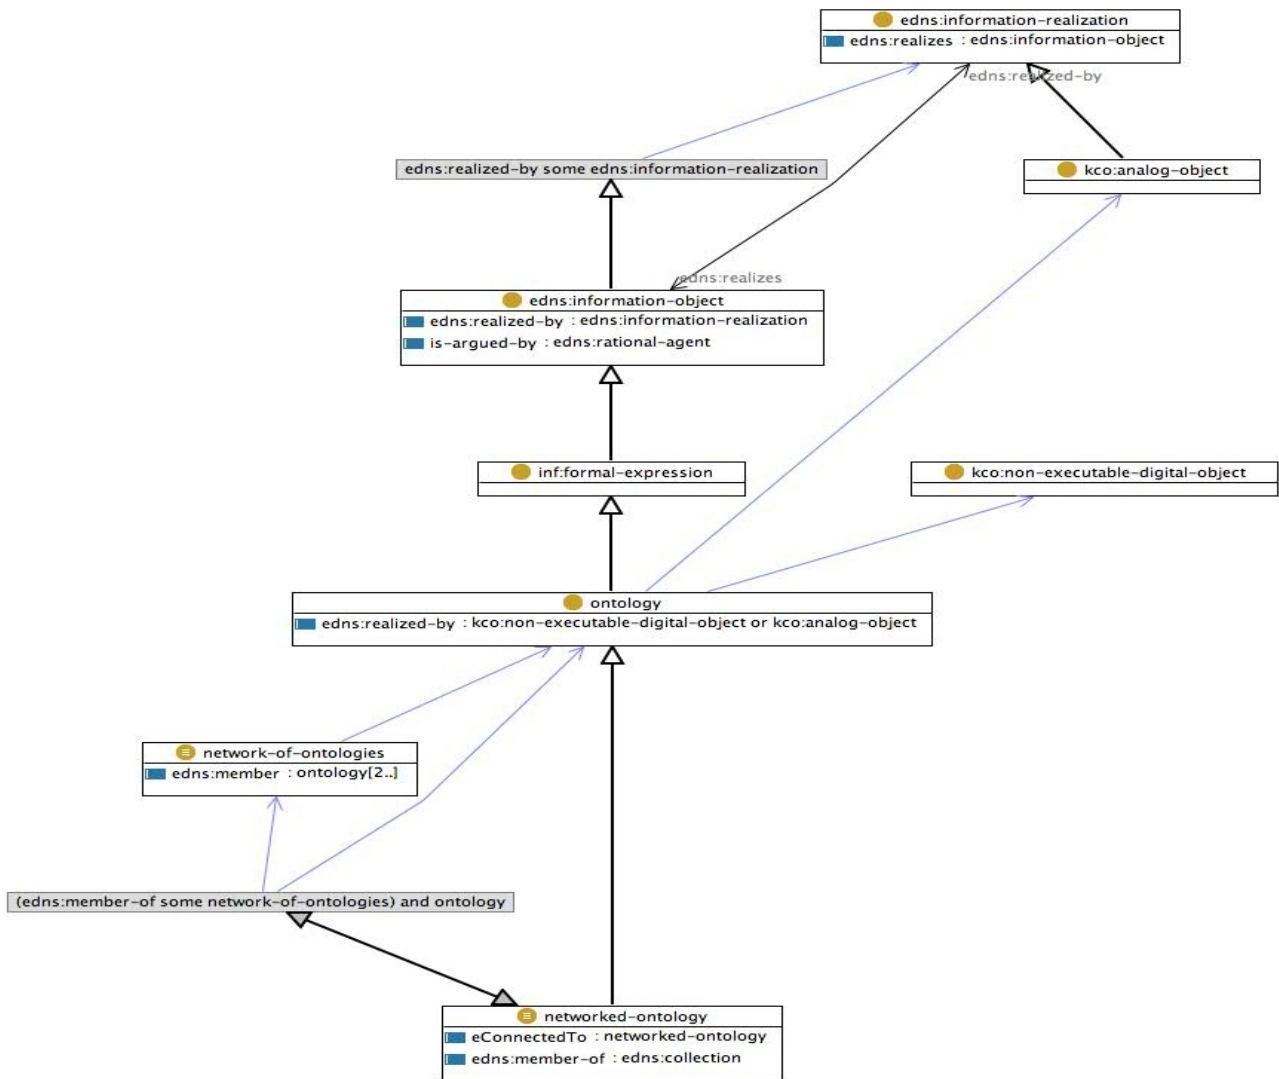 edns:information-realization
edns:realizes : edns:information-object
edns:realized-by
edns:realized-by some edns:information-realization
kco:analog-object
edns:realizes
edns:information-object
edns:realized-by : edns:information-realization
is-argued-by : edns:rational-agent
inf:formal-expression
kco:non-executable-digital-object
ontology
edns:realized-by : kco:non-executable-digital-object or kco:analog-object
network-of-ontologies
edns:member : ontology[2..]
(edns:member-of some network-of-ontologies) and ontology
networked-ontology
eConnectedTo : networked-ontology
edns:member-of : edns:collection